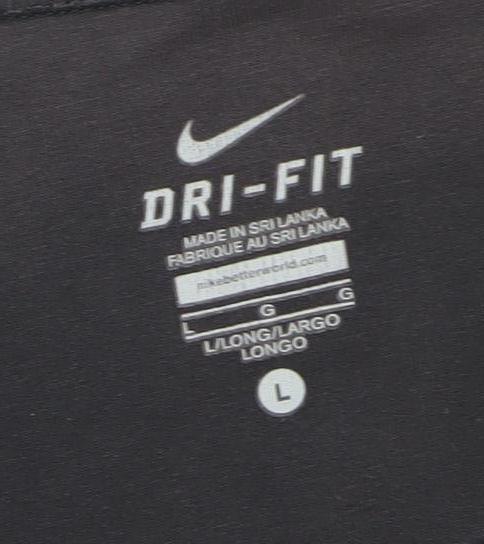 DRI-FIT
MADE IN SRI LANKA
FABRIQUE AU SRI LANKA
nikebetterworld.com
L G G
L/LONG/LARGO
LONGO
L